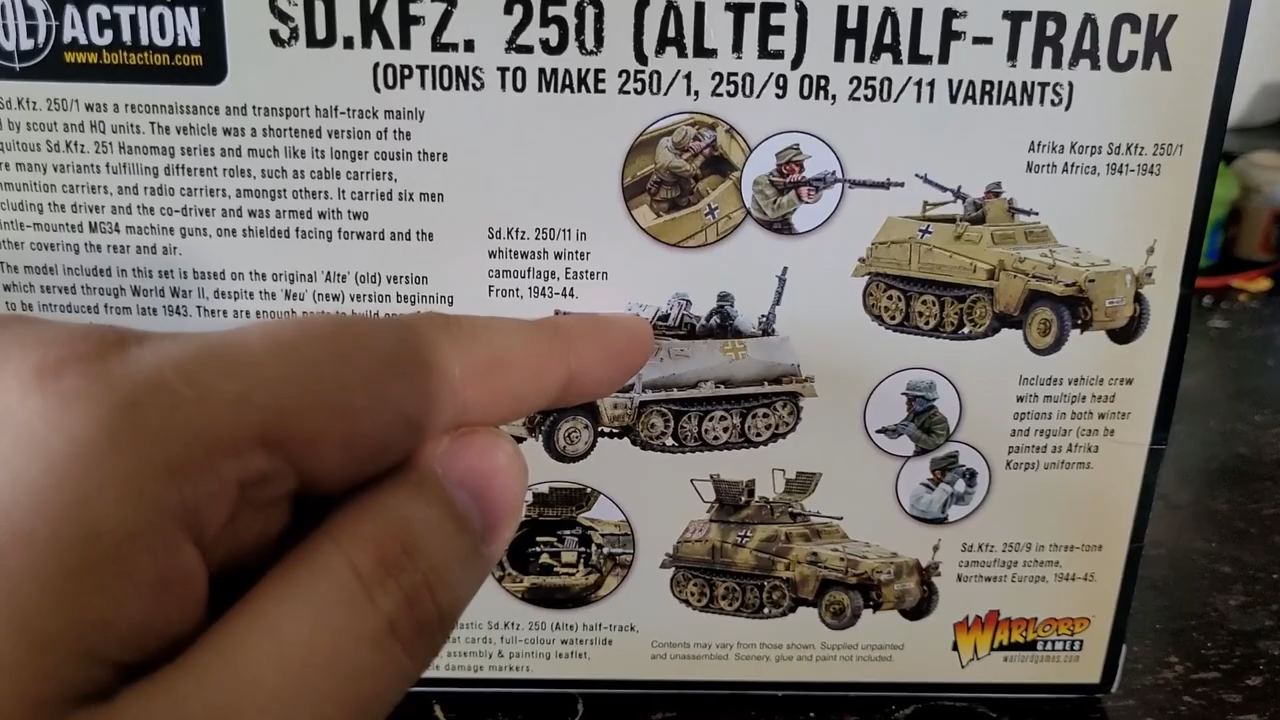 BOLT ACTION
www.boltaction.com
SD.KFZ. 250 (ALTE) HALF-TRACK
(OPTIONS TO MAKE 250/1, 250/9 OR, 250/11 VARIANTS)
Sd.Kfz. 250/1 was a reconnaissance and transport half-track mainly
by scout and HQ units. The vehicle was a shortened version of the
Sd.Kfz. 251 Hanomag series and much like its longer cousin there
many variants fulfilling different roles, such as cable carriers,
carriers, and radio carriers, amongst others. It carried six men
the driver and the co-driver and was armed with two
MG34 machine guns, one shielded facing forward and the
covering the rear and air.
The model included in this set is based on the original 'Alte' (old) version
which served through World War II, despite the 'Neu' (new) version beginning
to be introduced from late 1943. There are enough parts to build
Sd.Kfz. 250/11 in
whitewash winter
camouflage, Eastern
Front, 1943-44.
Afrika Korps Sd.Kfz. 250/1
North Africa, 1941-1943
Includes vehicle crew
with multiple head
options in both winter
and regular (can be
painted as Afrika
Korps) uniforms.
Sd.Kfz. 250/9 in three-tone
camouflage scheme,
Northwest Europe, 1944-45.
Sd.Kfz. 250 (Alte) half-track,
cards, full-colour waterslide
assembly & painting leaflet,
damage markers.
Contents may vary from those shown. Supplied unpainted
and unassembled. Scenery, glue and paint not included.
WARLORD
GAMES
warlordgames.com